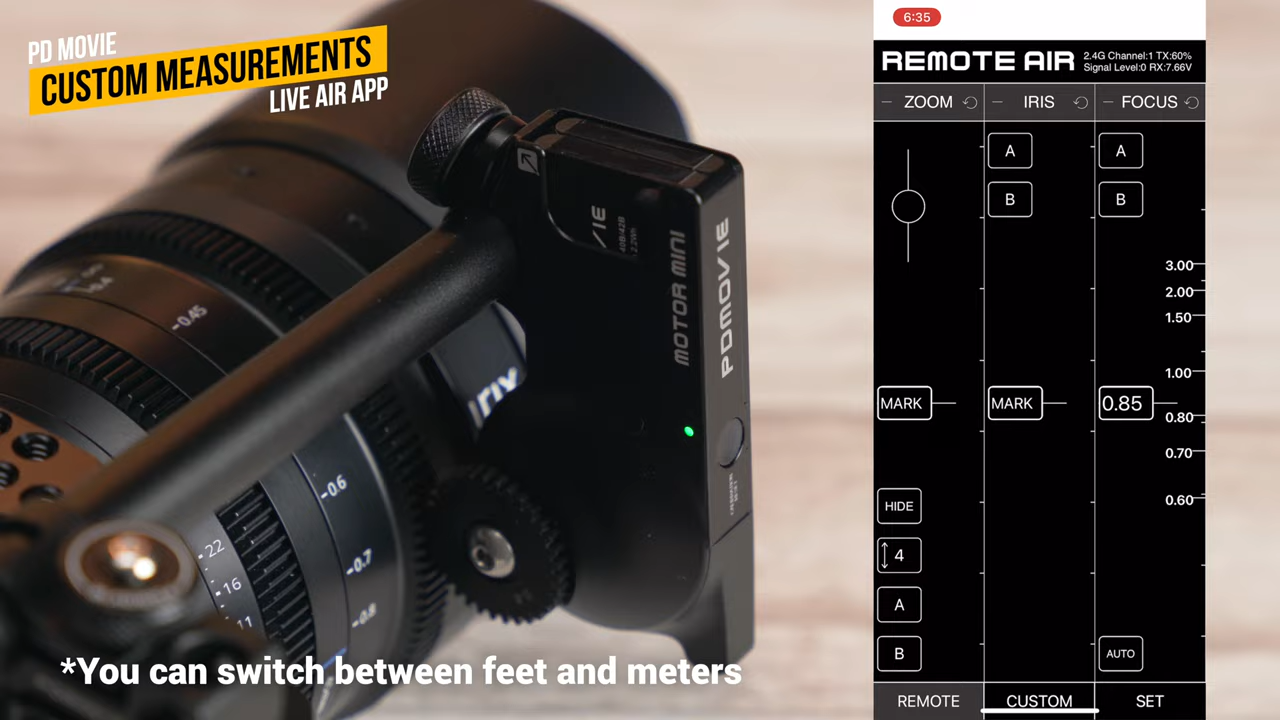 PD MOVIE
CUSTOM MEASUREMENTS
LIVE AIR APP
0.45
MOTOR MINI
PDMOVIE
irix
0.6
0.7
0.8
22
16
11
*You can switch between feet and meters
6:35
REMOTE AIR
2.4G Channel:1 TX:60%
Signal Level:0 RX:7.66V
ZOOM
IRIS
FOCUS
A
A
B
B
3.00
2.00
1.50
1.00
MARK
MARK
0.85
0.80
0.70
0.60
HIDE
4
A
B
AUTO
REMOTE
CUSTOM
SET